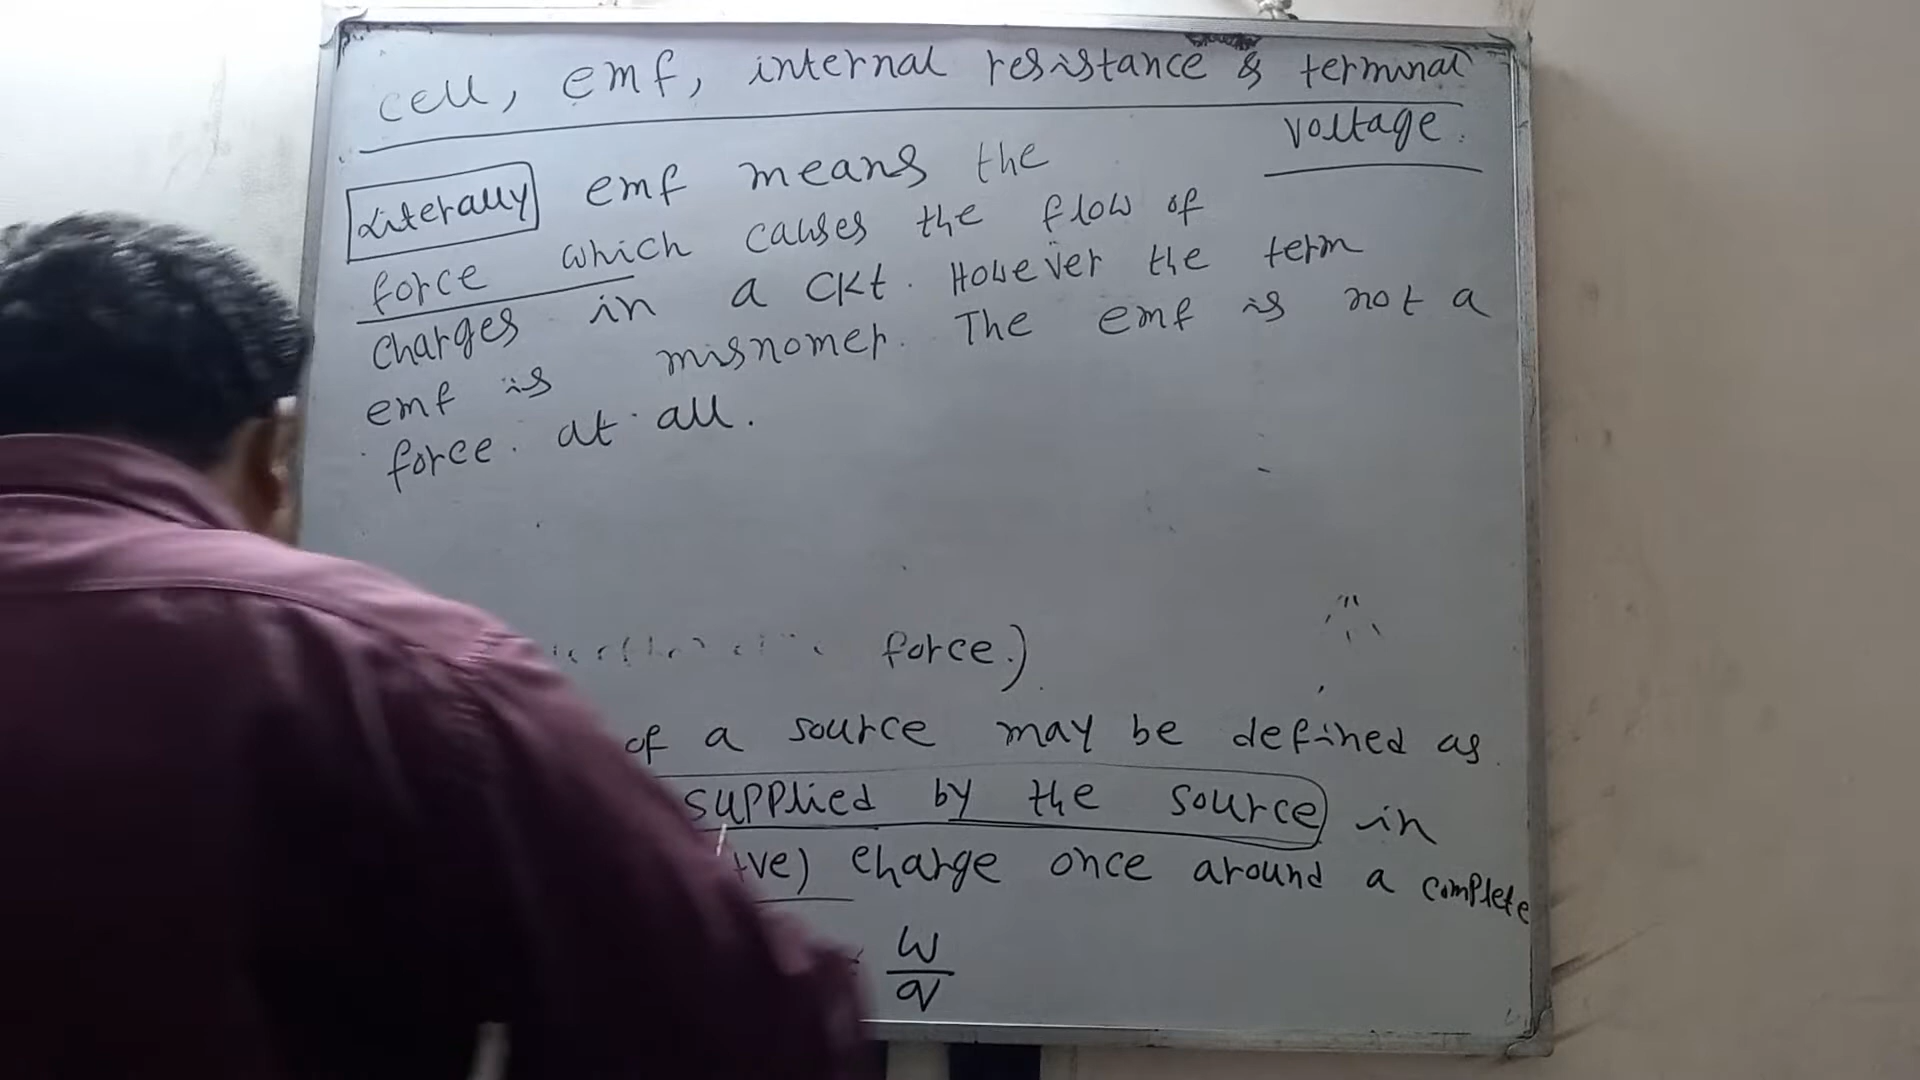 cell, emf, internal resistance & terminal
voltage.
Literally emf means the
force which causes the flow of
charges in a ckt. However the term
emf is misnomer. The emf is not a
force. at all.
force.)
of a source may be defined as
supplied by the source in
+ve) charge once around a complete
W
q